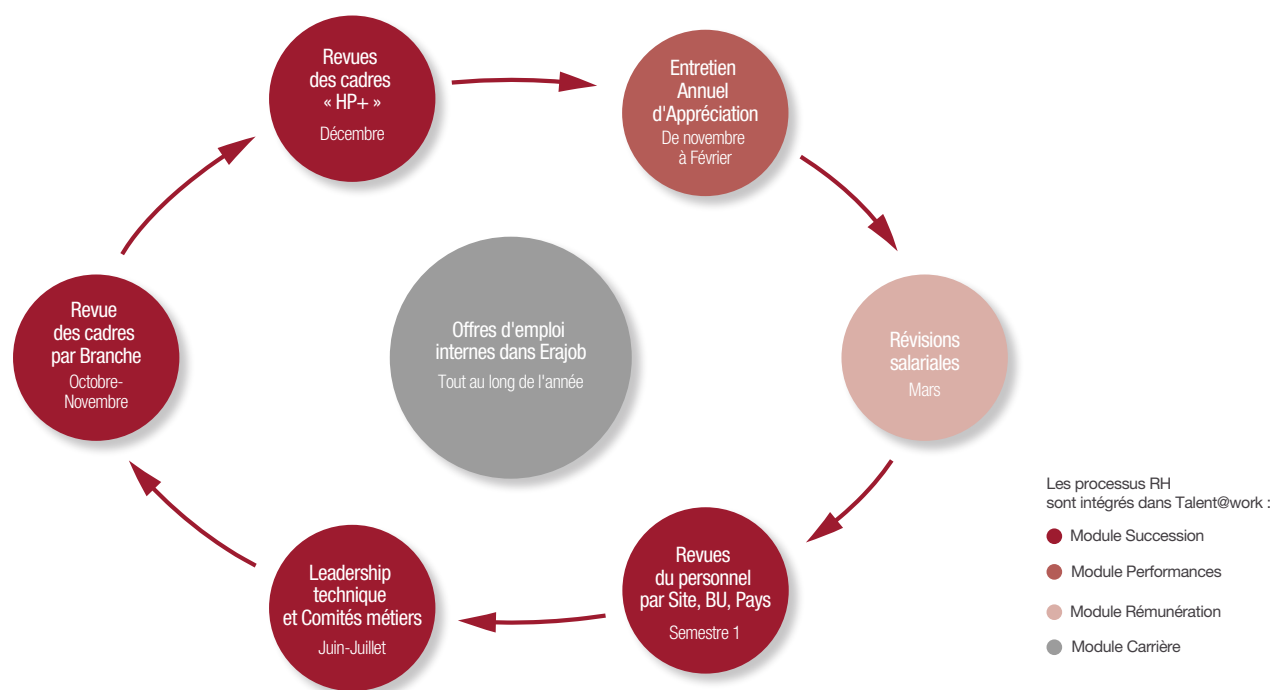 Revues
des cadres
« HP+ »
Décembre
Entretien
Annuel
d'Appréciation
De novembre
à Février
Revue
des cadres
par Branche
Octobre-
Novembre
Offres d'emploi
internes dans Erajob
Tout au long de l'année
Révisions
salariales
Mars
Leadership
technique
et Comités métiers
Juin-Juillet
Revues
du personnel
par Site, BU, Pays
Semestre 1
Les processus RH
sont intégrés dans Talent@work :
Module Succession
Module Performances
Module Rémunération
Module Carrière